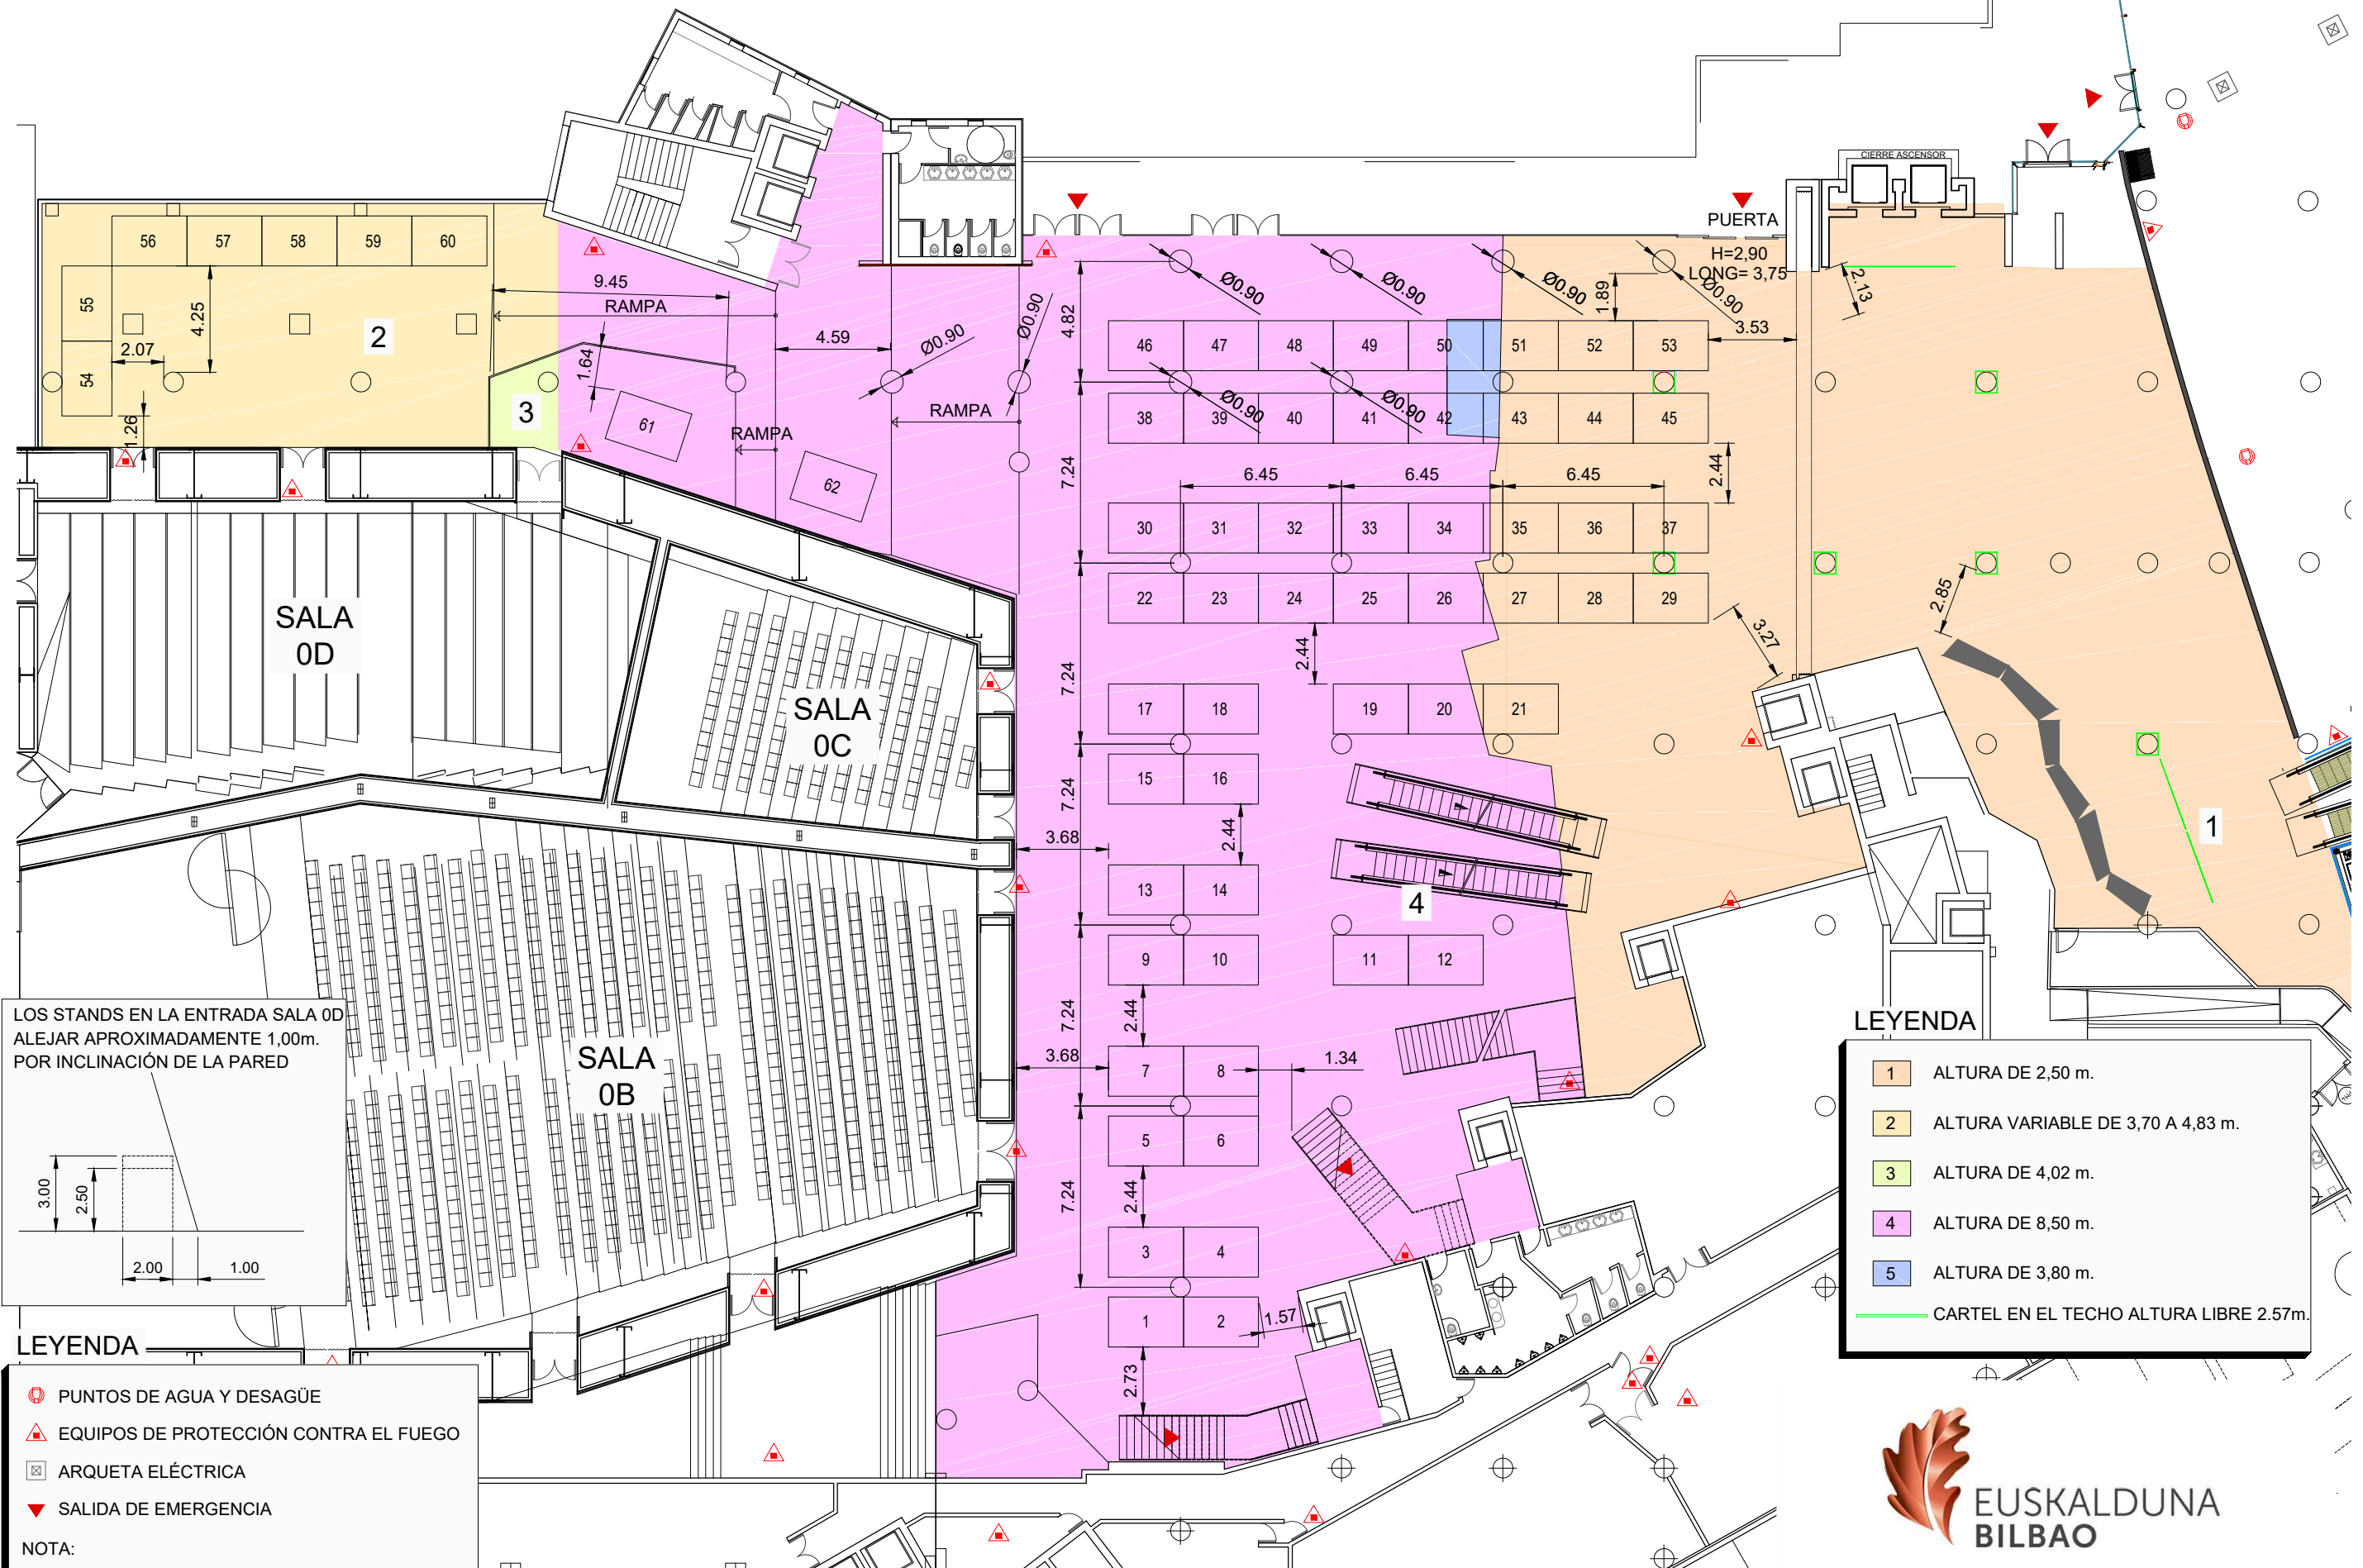 CIERRE ASCENSOR
PUERTA
H=2,90
LONG= 3,75
56
57
58
59
60
55
54
4.25
2.07
1.26
2
3
9.45
RAMPA
1.64
4.59
Ø0.90
Ø0.90
RAMPA
RAMPA
61
62
4.82
Ø0.90
Ø0.90
Ø0.90
Ø0.90
1.89
2.13
3.53
46
47
48
49
50
51
52
53
Ø0.90
Ø0.90
38
39
40
41
42
43
44
45
7.24
6.45
6.45
6.45
2.44
30
31
32
33
34
35
36
37
22
23
24
25
26
27
28
29
2.85
3.27
2.44
7.24
17
18
19
20
21
SALA
0D
SALA
0C
15
16
7.24
2.44
3.68
1
13
14
4
9
10
11
12
7.24
2.44
3.68
7
8
1.34
5
6
7.24
2.44
3
4
1
2
1.57
2.73
SALA
0B
LOS STANDS EN LA ENTRADA SALA 0D
ALEJAR APROXIMADAMENTE 1,00m.
POR INCLINACIÓN DE LA PARED
3.00
2.50
2.00
1.00
LEYENDA
PUNTOS DE AGUA Y DESAGÜE
EQUIPOS DE PROTECCIÓN CONTRA EL FUEGO
ARQUETA ELÉCTRICA
SALIDA DE EMERGENCIA
NOTA:
LEYENDA
1 ALTURA DE 2,50 m.
2 ALTURA VARIABLE DE 3,70 A 4,83 m.
3 ALTURA DE 4,02 m.
4 ALTURA DE 8,50 m.
5 ALTURA DE 3,80 m.
CARTEL EN EL TECHO ALTURA LIBRE 2.57m.
EUSKALDUNA
BILBAO